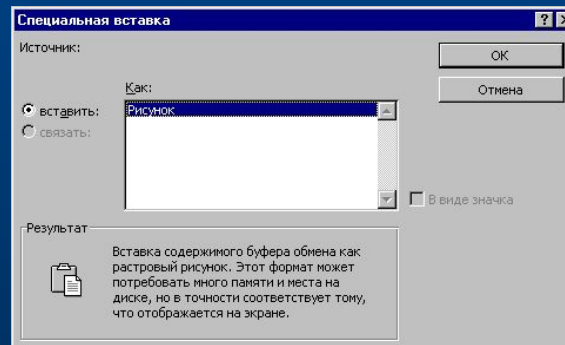 Специальная вставка
Источник:
ОК
Как:
Отмена
вставить:
Рисунок
связать:
В виде значка
Результат
Вставка содержимого буфера обмена как
растровый рисунок. Этот формат может
потребовать много памяти и места на
диске, но в точности соответствует тому,
что отображается на экране.